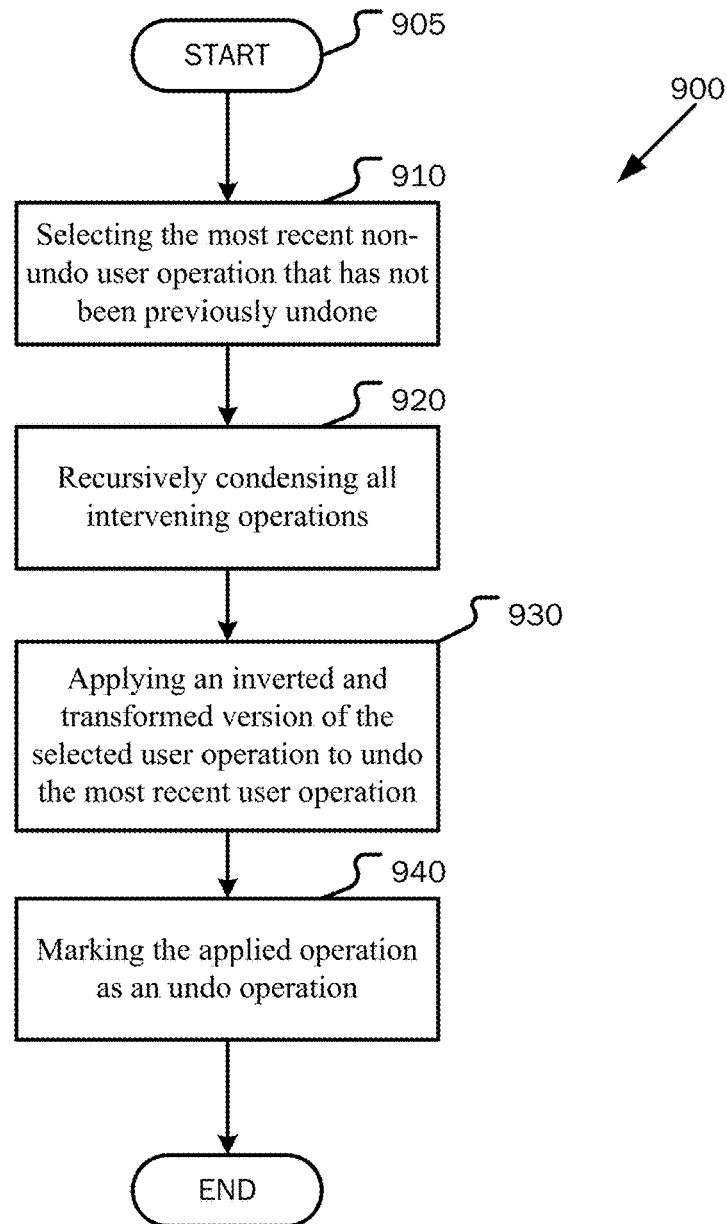 START
905
900
910
Selecting the most recent non-
undo user operation that has not
been previously undone
920
Recursively condensing all
intervening operations
930
Applying an inverted and
transformed version of the
selected user operation to undo
the most recent user operation
940
Marking the applied operation
as an undo operation
END